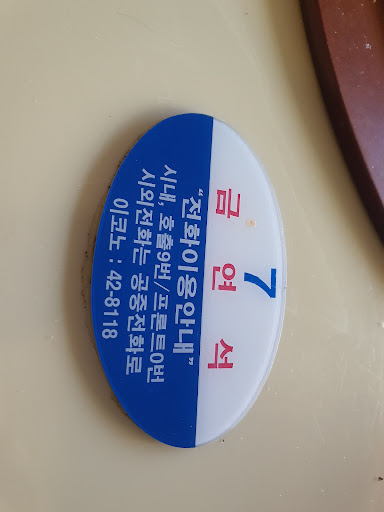 금 연 석
7
"전화이용안내"
시내, 호출9번/프론트0번
시외전화는 공중전화로
이코노 : 42-8118